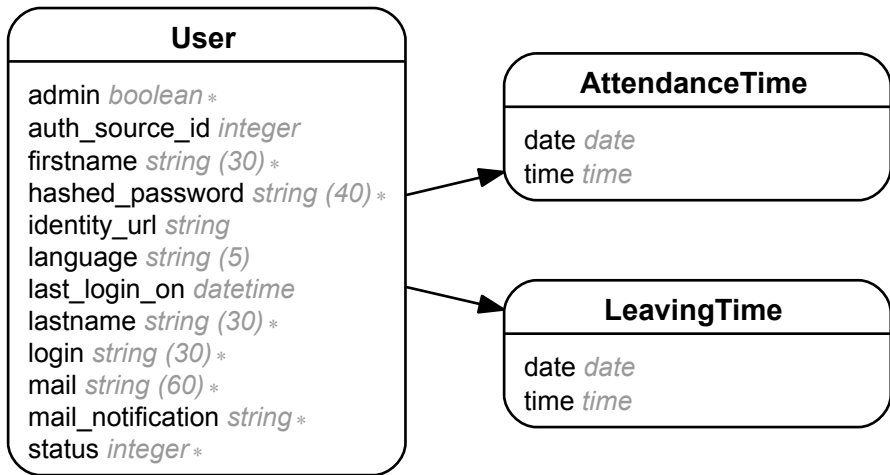 User
admin boolean *
auth_source_id integer
firstname string (30) *
hashed_password string (40) *
identity_url string
language string (5)
last_login_on datetime
lastname string (30) *
login string (30) *
mail string (60) *
mail_notification string *
status integer *
AttendanceTime
date date
time time
LeavingTime
date date
time time